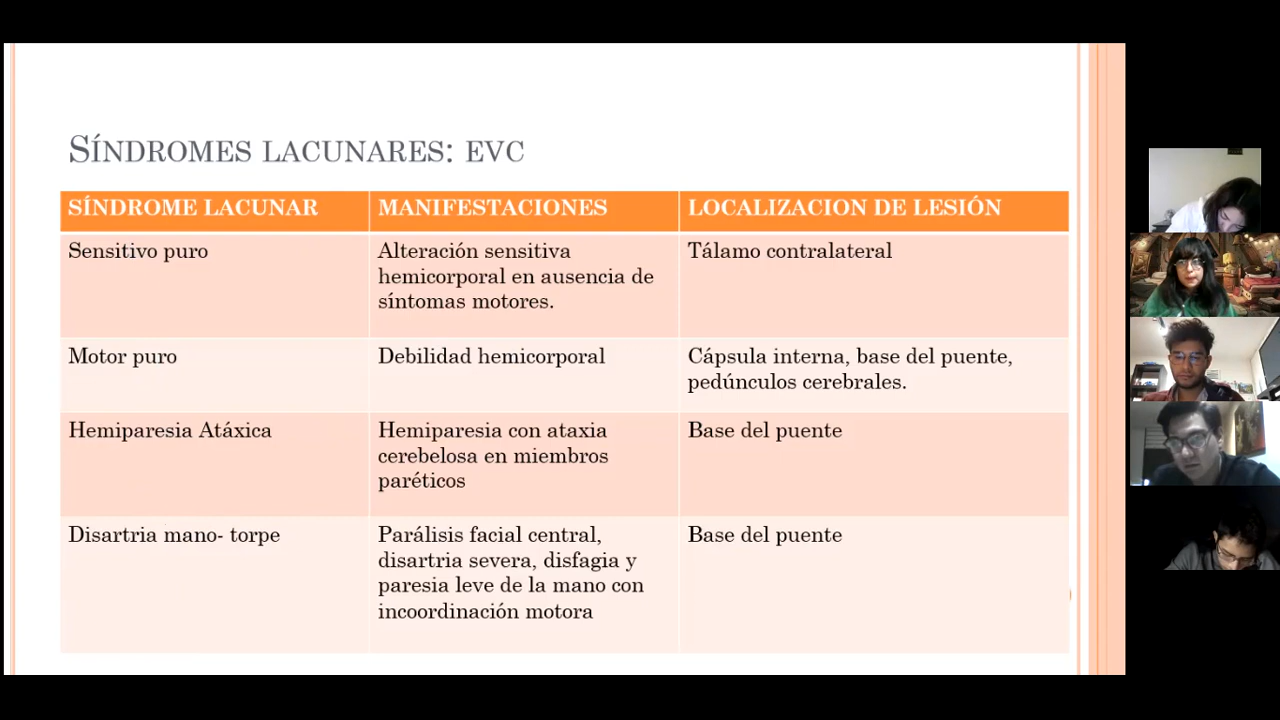 SÍNDROMES LACUNARES: EVC
SÍNDROME LACUNAR
MANIFESTACIONES
LOCALIZACION DE LESIÓN
Sensitivo puro
Alteración sensitiva
hemicorporal en ausencia de
síntomas motores.
Tálamo contralateral
Motor puro
Debilidad hemicorporal
Cápsula interna, base del puente,
pedúnculos cerebrales.
Hemiparesia Atáxica
Hemiparesia con ataxia
cerebelosa en miembros
paréticos
Base del puente
Disartria mano- torpe
Parálisis facial central,
disartria severa, disfagia y
paresia leve de la mano con
incoordinación motora
Base del puente